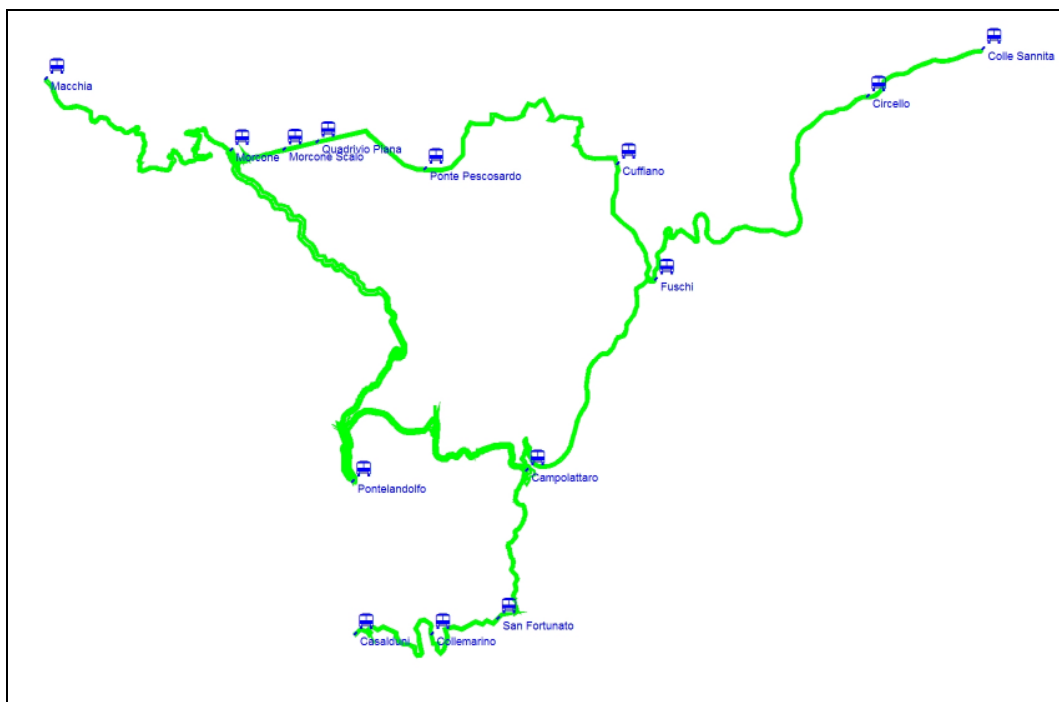 Colle Sannita
Macchia
Circello
Morcone
Morcone Scalo
Quadrivio Piana
Ponte Pescosardo
Cuffiano
Fuschi
Campolattaro
Pontelandolfo
San Fortunato
Casalduni
Collemarino